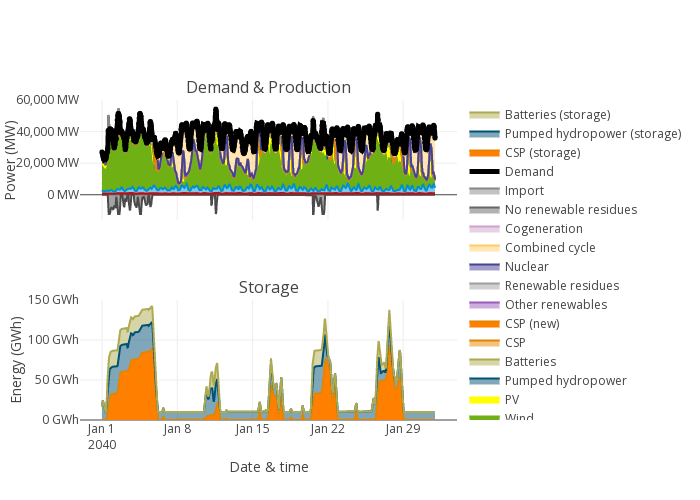 Demand & Production
60,000 MW
40,000 MW
20,000 MW
0 MW
Power (MW)
Storage
150 GWh
100 GWh
50 GWh
0 GWh
Energy (GWh)
Jan 1
2040
Jan 8
Jan 15
Jan 22
Jan 29
Date & time
Batteries (storage)
Pumped hydropower (storage)
CSP (storage)
Demand
Import
No renewable residues
Cogeneration
Combined cycle
Nuclear
Renewable residues
Other renewables
CSP (new)
CSP
Batteries
Pumped hydropower
PV
Wind